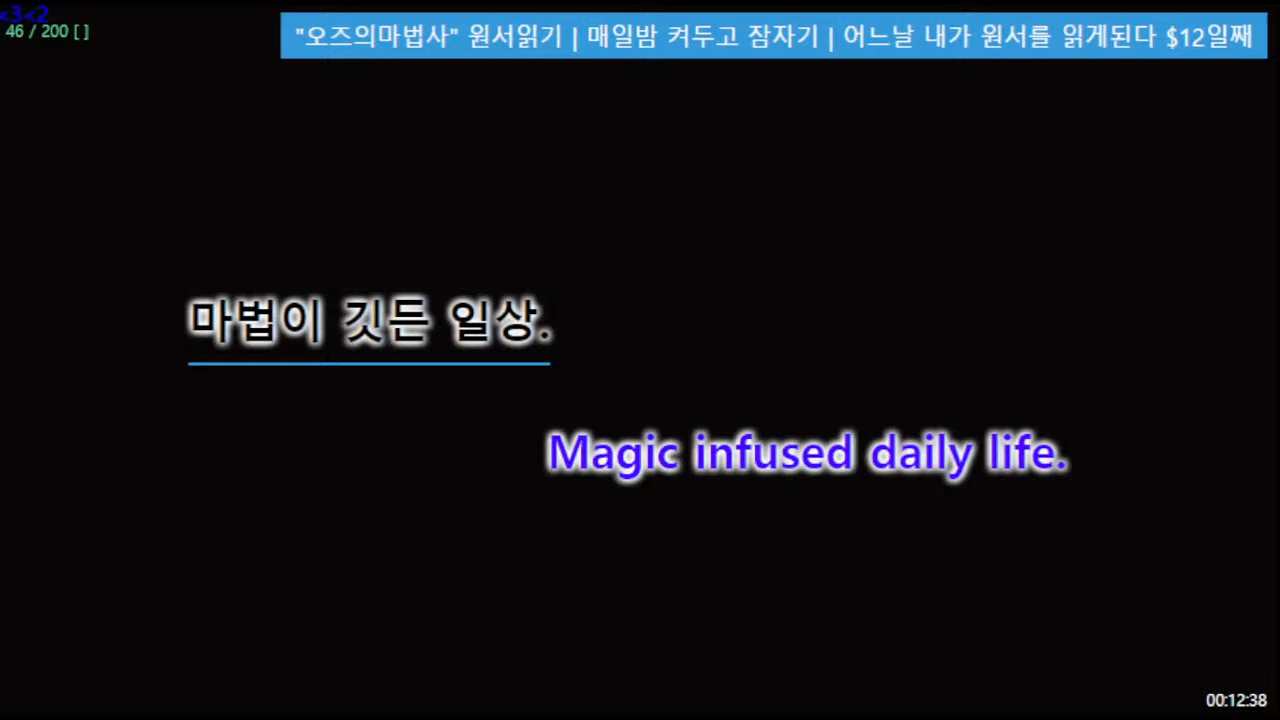 <3<2
46 / 200 [ ]
"오즈의마법사" 원서읽기 | 매일밤 켜두고 잠자기 | 어느날 내가 원서를 읽게된다 $12일째
마법이 깃든 일상.
Magic infused daily life.
00:12:38